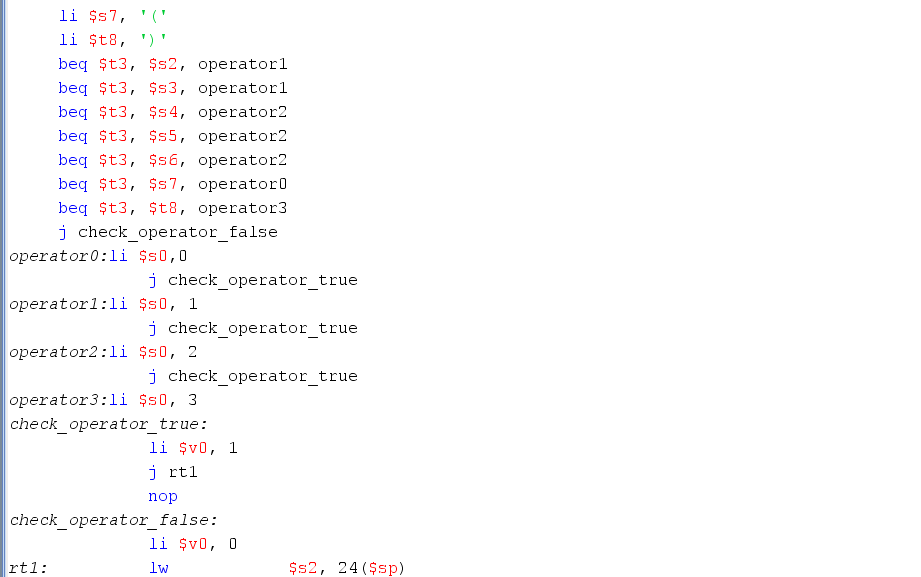 li $s7, '('
li $t8, ')'
beq $t3, $s2, operator1
beq $t3, $s3, operator1
beq $t3, $s4, operator2
beq $t3, $s5, operator2
beq $t3, $s6, operator2
beq $t3, $s7, operator0
beq $t3, $t8, operator3
j check_operator_false
operator0:li $s0,0
j check_operator_true
operator1:li $s0, 1
j check_operator_true
operator2:li $s0, 2
j check_operator_true
operator3:li $s0, 3
check_operator_true:
li $v0, 1
j rt1
nop
check_operator_false:
li $v0, 0
rt1: lw $s2, 24($sp)